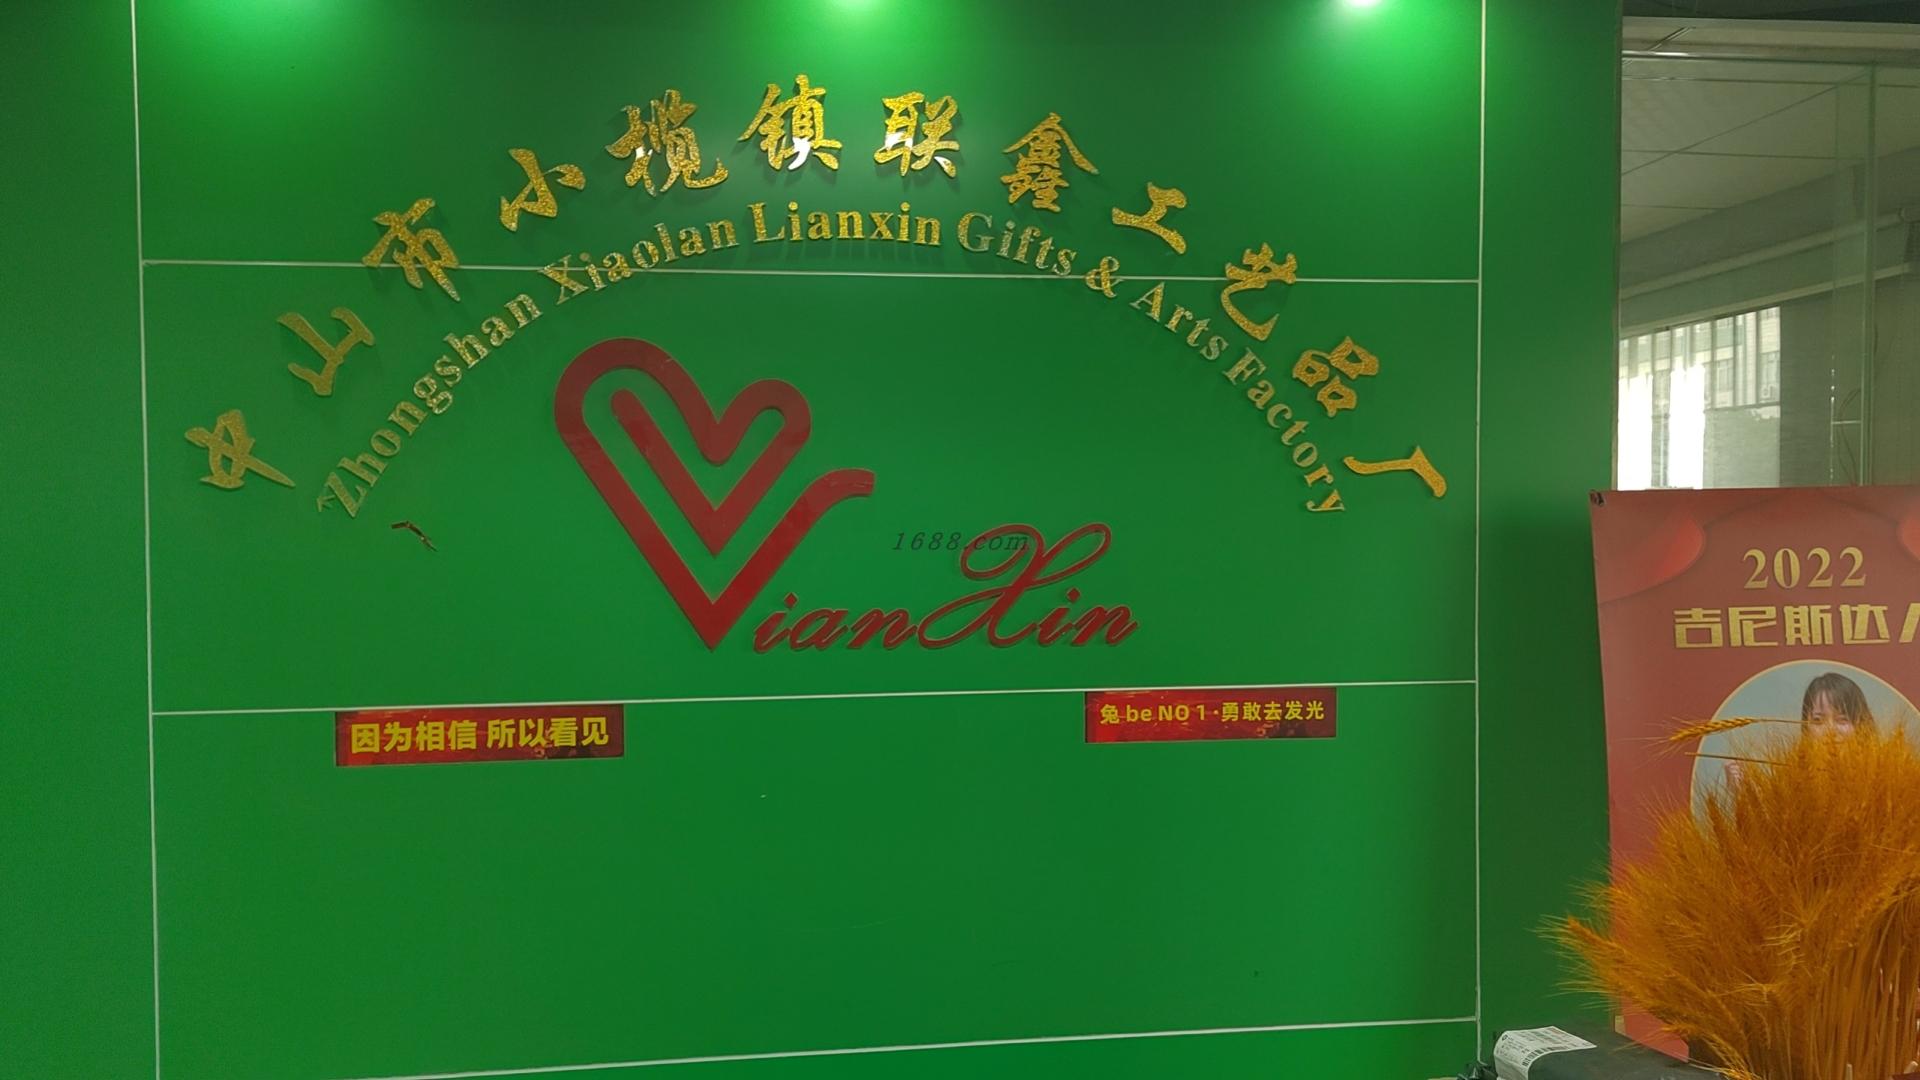 中山市小榄镇联鑫工艺品厂
Zhongshan Xiaolan Lianxin Gifts & Arts Factory
1688.com
VianXin
因为相信 所以看见
兔 be NO 1 · 勇敢去发光
2022
吉尼斯达人